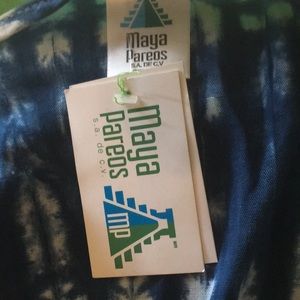 Maya
Pareos
S.A. DE C.V
Maya
pareos
s.a. de c.v.
MP